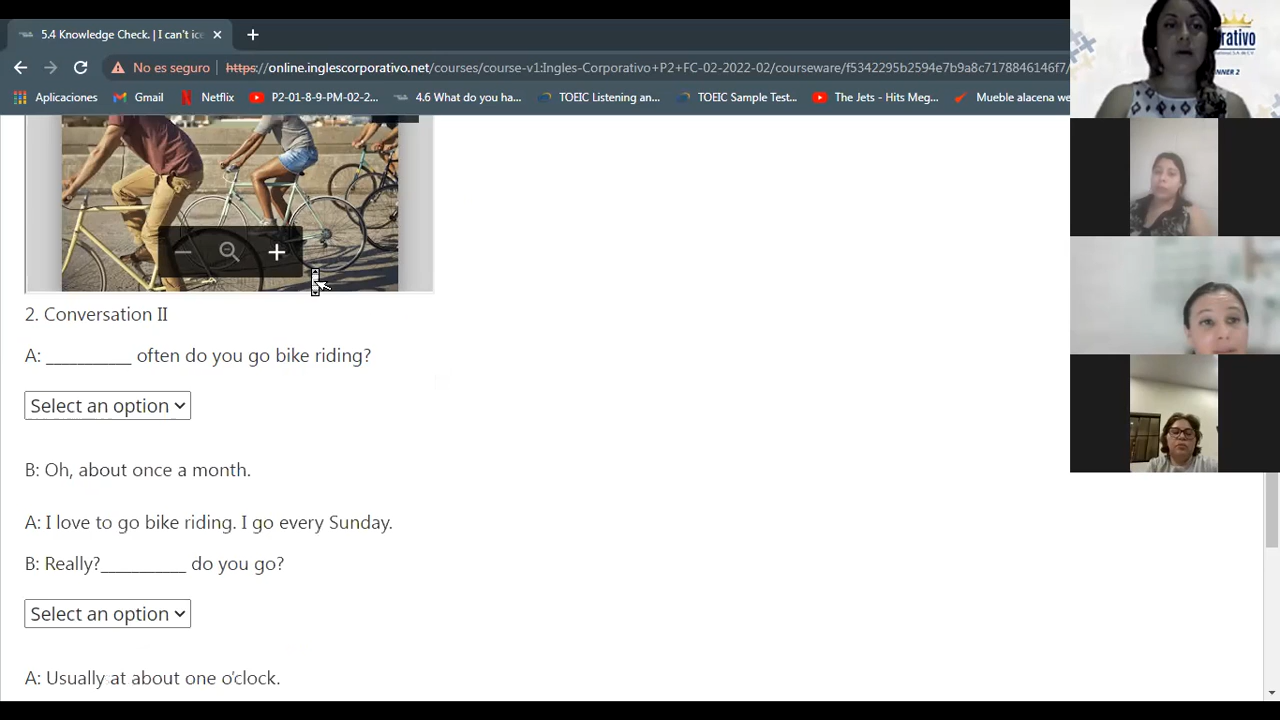 5.4 Knowledge Check. | I can't ice
No es seguro
https://online.inglescorporativo.net/courses/course-v1:Ingles-Corporativo+P2+FC-02-2022-02/courseware/f5342295b2594e7b9a8c7178846146f7/
Aplicaciones
Gmail
Netflix
P2-01-8-9-PM-02-2...
4.6 What do you ha...
TOEIC Listening an...
TOEIC Sample Test...
The Jets - Hits Meg...
Mueble alacena we
2. Conversation II
A: ___________ often do you go bike riding?
Select an option
B: Oh, about once a month.
A: I love to go bike riding. I go every Sunday.
B: Really?___________ do you go?
Select an option
A: Usually at about one o'clock.